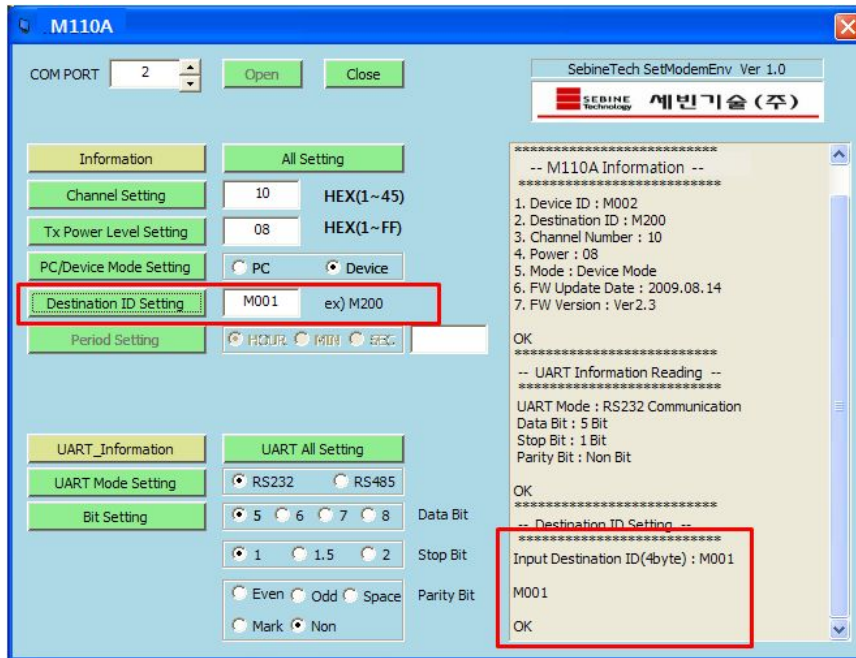 M110A
COM PORT 2 Open Close
SebineTech SetModemEnv Ver 1.0
SEBINE Technology 세빈기술(주)
Information All Setting
Channel Setting 10 HEX(1~45)
Tx Power Level Setting 08 HEX(1~FF)
PC/Device Mode Setting PC Device
Destination ID Setting M001 ex) M200
Period Setting HOUR MIN SEC
UART_Information UART All Setting
UART Mode Setting RS232 RS485
Bit Setting 5 6 7 8 Data Bit
1 1.5 2 Stop Bit
Even Odd Space Parity Bit
Mark Non
**************************
-- M110A Information --
**************************
1. Device ID : M002
2. Destination ID : M200
3. Channel Number : 10
4. Power : 08
5. Mode : Device Mode
6. FW Update Date : 2009.08.14
7. FW Version : Ver2.3
OK
**************************
-- UART Information Reading --
**************************
UART Mode : RS232 Communication
Data Bit : 5 Bit
Stop Bit : 1 Bit
Parity Bit : Non Bit
OK
**************************
-- Destination ID Setting --
**************************
Input Destination ID(4byte) : M001
M001
OK